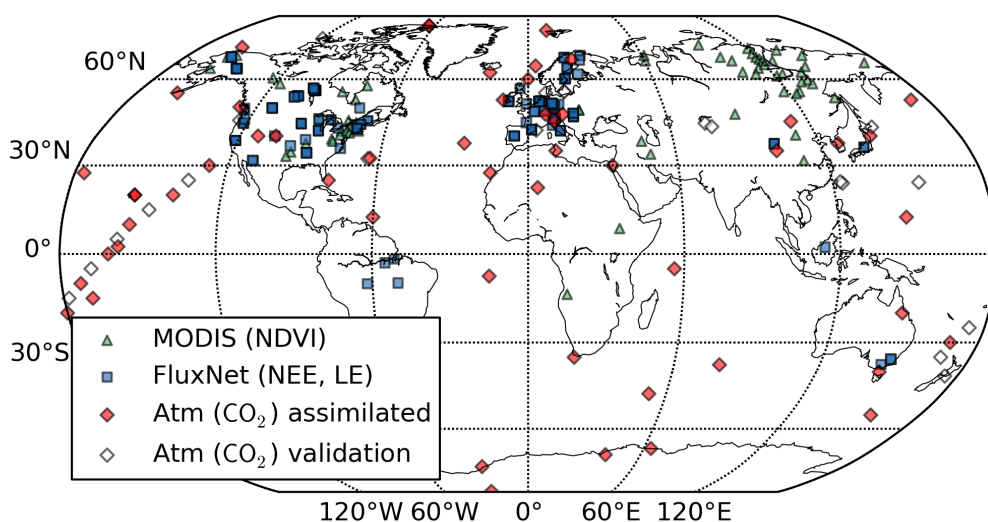 60°N
30°N
0°
30°S
MODIS (NDVI)
FluxNet (NEE, LE)
Atm (CO₂) assimilated
Atm (CO₂) validation
120°W 60°W 0° 60°E 120°E